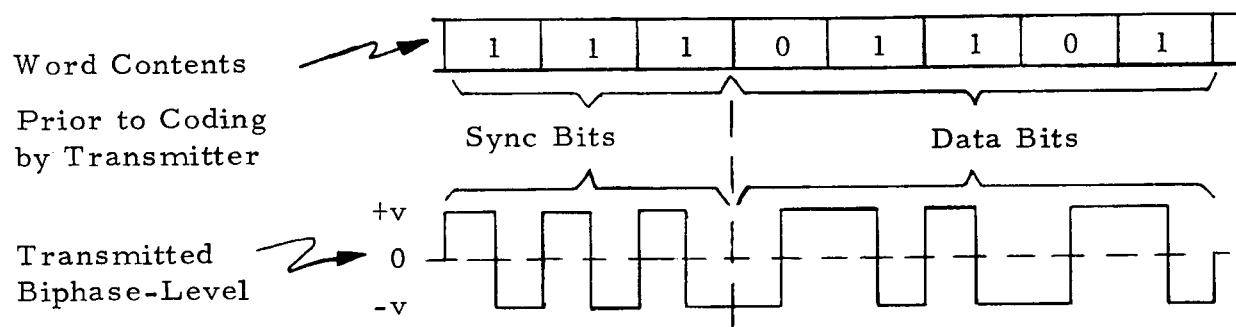 1 1 1 0 1 1 0 1
Word Contents
Prior to Coding
by Transmitter
Sync Bits
Data Bits
+v
0
-v
Transmitted
Biphase-Level